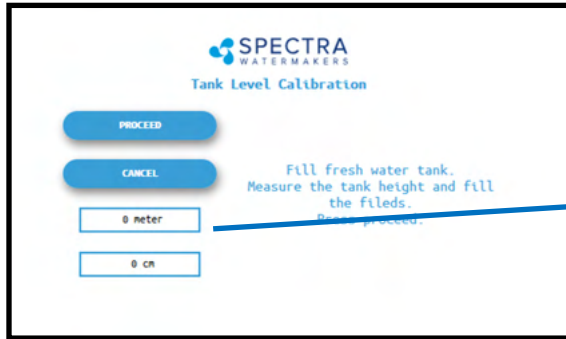 SPECTRA
WATERMAKERS
Tank Level Calibration
PROCEED
CANCEL
0 meter
0 cm
Fill fresh water tank.
Measure the tank height and fill
the fileds.
Press proceed.